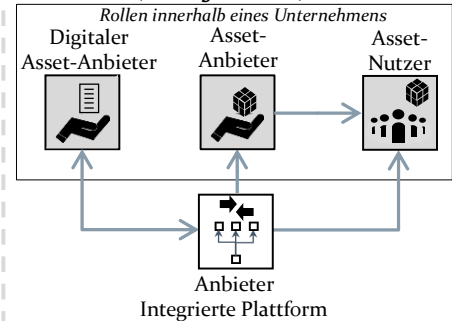 Rollen innerhalb eines Unternehmens
Digitaler
Asset-Anbieter
Asset-
Anbieter
Asset-
Nutzer
Anbieter
Integrierte Plattform